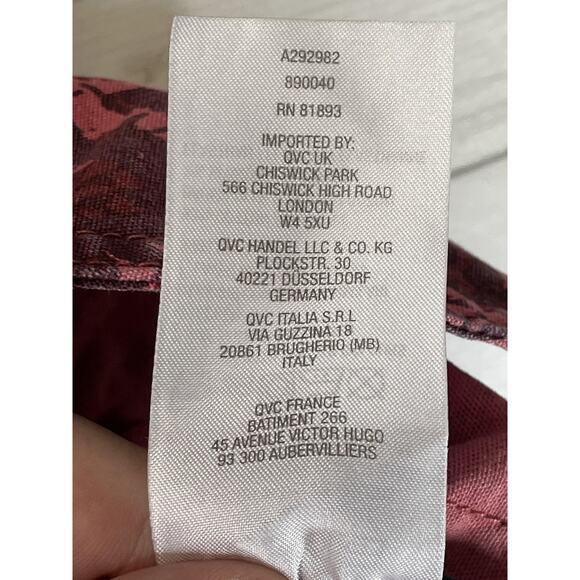 A292982
890040
RN 81893
IMPORTED BY:
QVC UK
CHISWICK PARK
566 CHISWICK HIGH ROAD
LONDON
W4 5XU
QVC HANDEL LLC & CO. KG
PLOCKSTR. 30
40221 DÜSSELDORF
GERMANY
QVC ITALIA S.R.L
VIA GUZZINA 18
20861 BRUGHERIO (MB)
ITALY
QVC FRANCE
BATIMENT 266
45 AVENUE VICTOR HUGO
93 300 AUBERVILLIERS